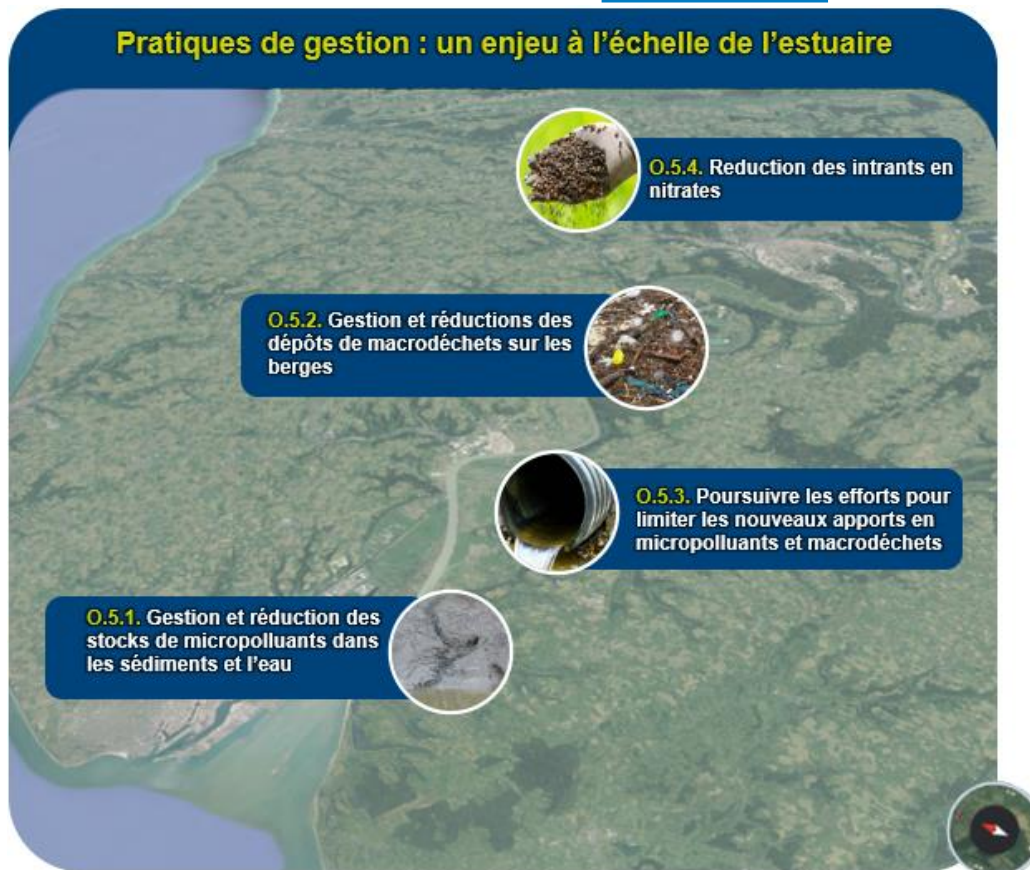 Pratiques de gestion : un enjeu à l'échelle de l'estuaire
O.5.4. Reduction des intrants en
nitrates
O.5.2. Gestion et réductions des
dépôts de macrodéchets sur les
berges
O.5.3. Poursuivre les efforts pour
limiter les nouveaux apports en
micropolluants et macrodéchets
O.5.1. Gestion et réduction des
stocks de micropolluants dans
les sédiments et l'eau